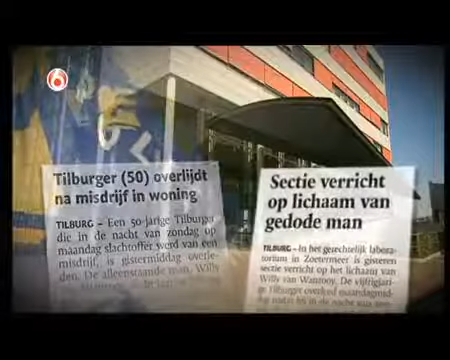 6
Tilburger (50) overlijdt
na misdrijf in woning
TILBURG – Een 50-jarige Tilburger
die in de nacht van zondag op
maandag slachtoffer werd van een
misdrijf, is gistermiddag overle-
den. De alleenstaande man, Willy
Sectie verricht
op lichaam van
gedode man
TILBURG – In het gerechtelijk labora-
torium in Zoetermeer is gisteren
sectie verricht op het lichaam van
Willy van Wanrooy. De vijftigjari-
ge Tilburger overleed maandagmid-